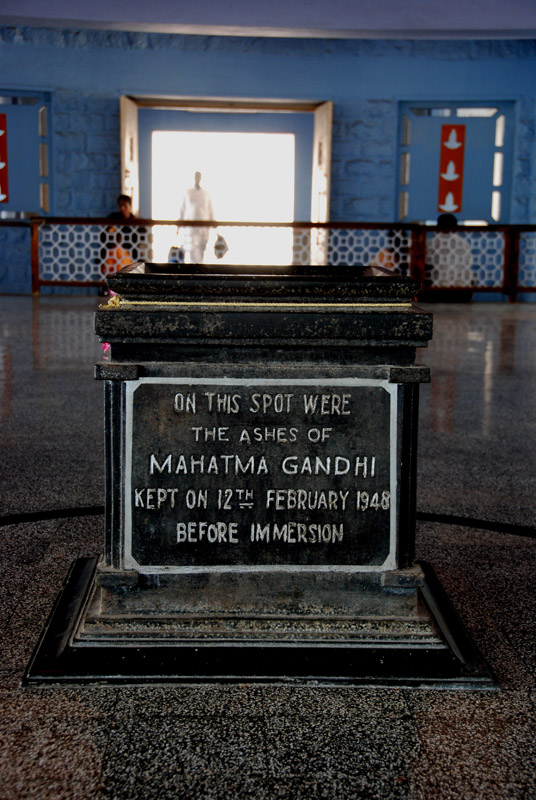 ON THIS SPOT WERE
THE ASHES OF
MAHATMA GANDHI
KEPT ON 12TH FEBRUARY 1948
BEFORE IMMERSION